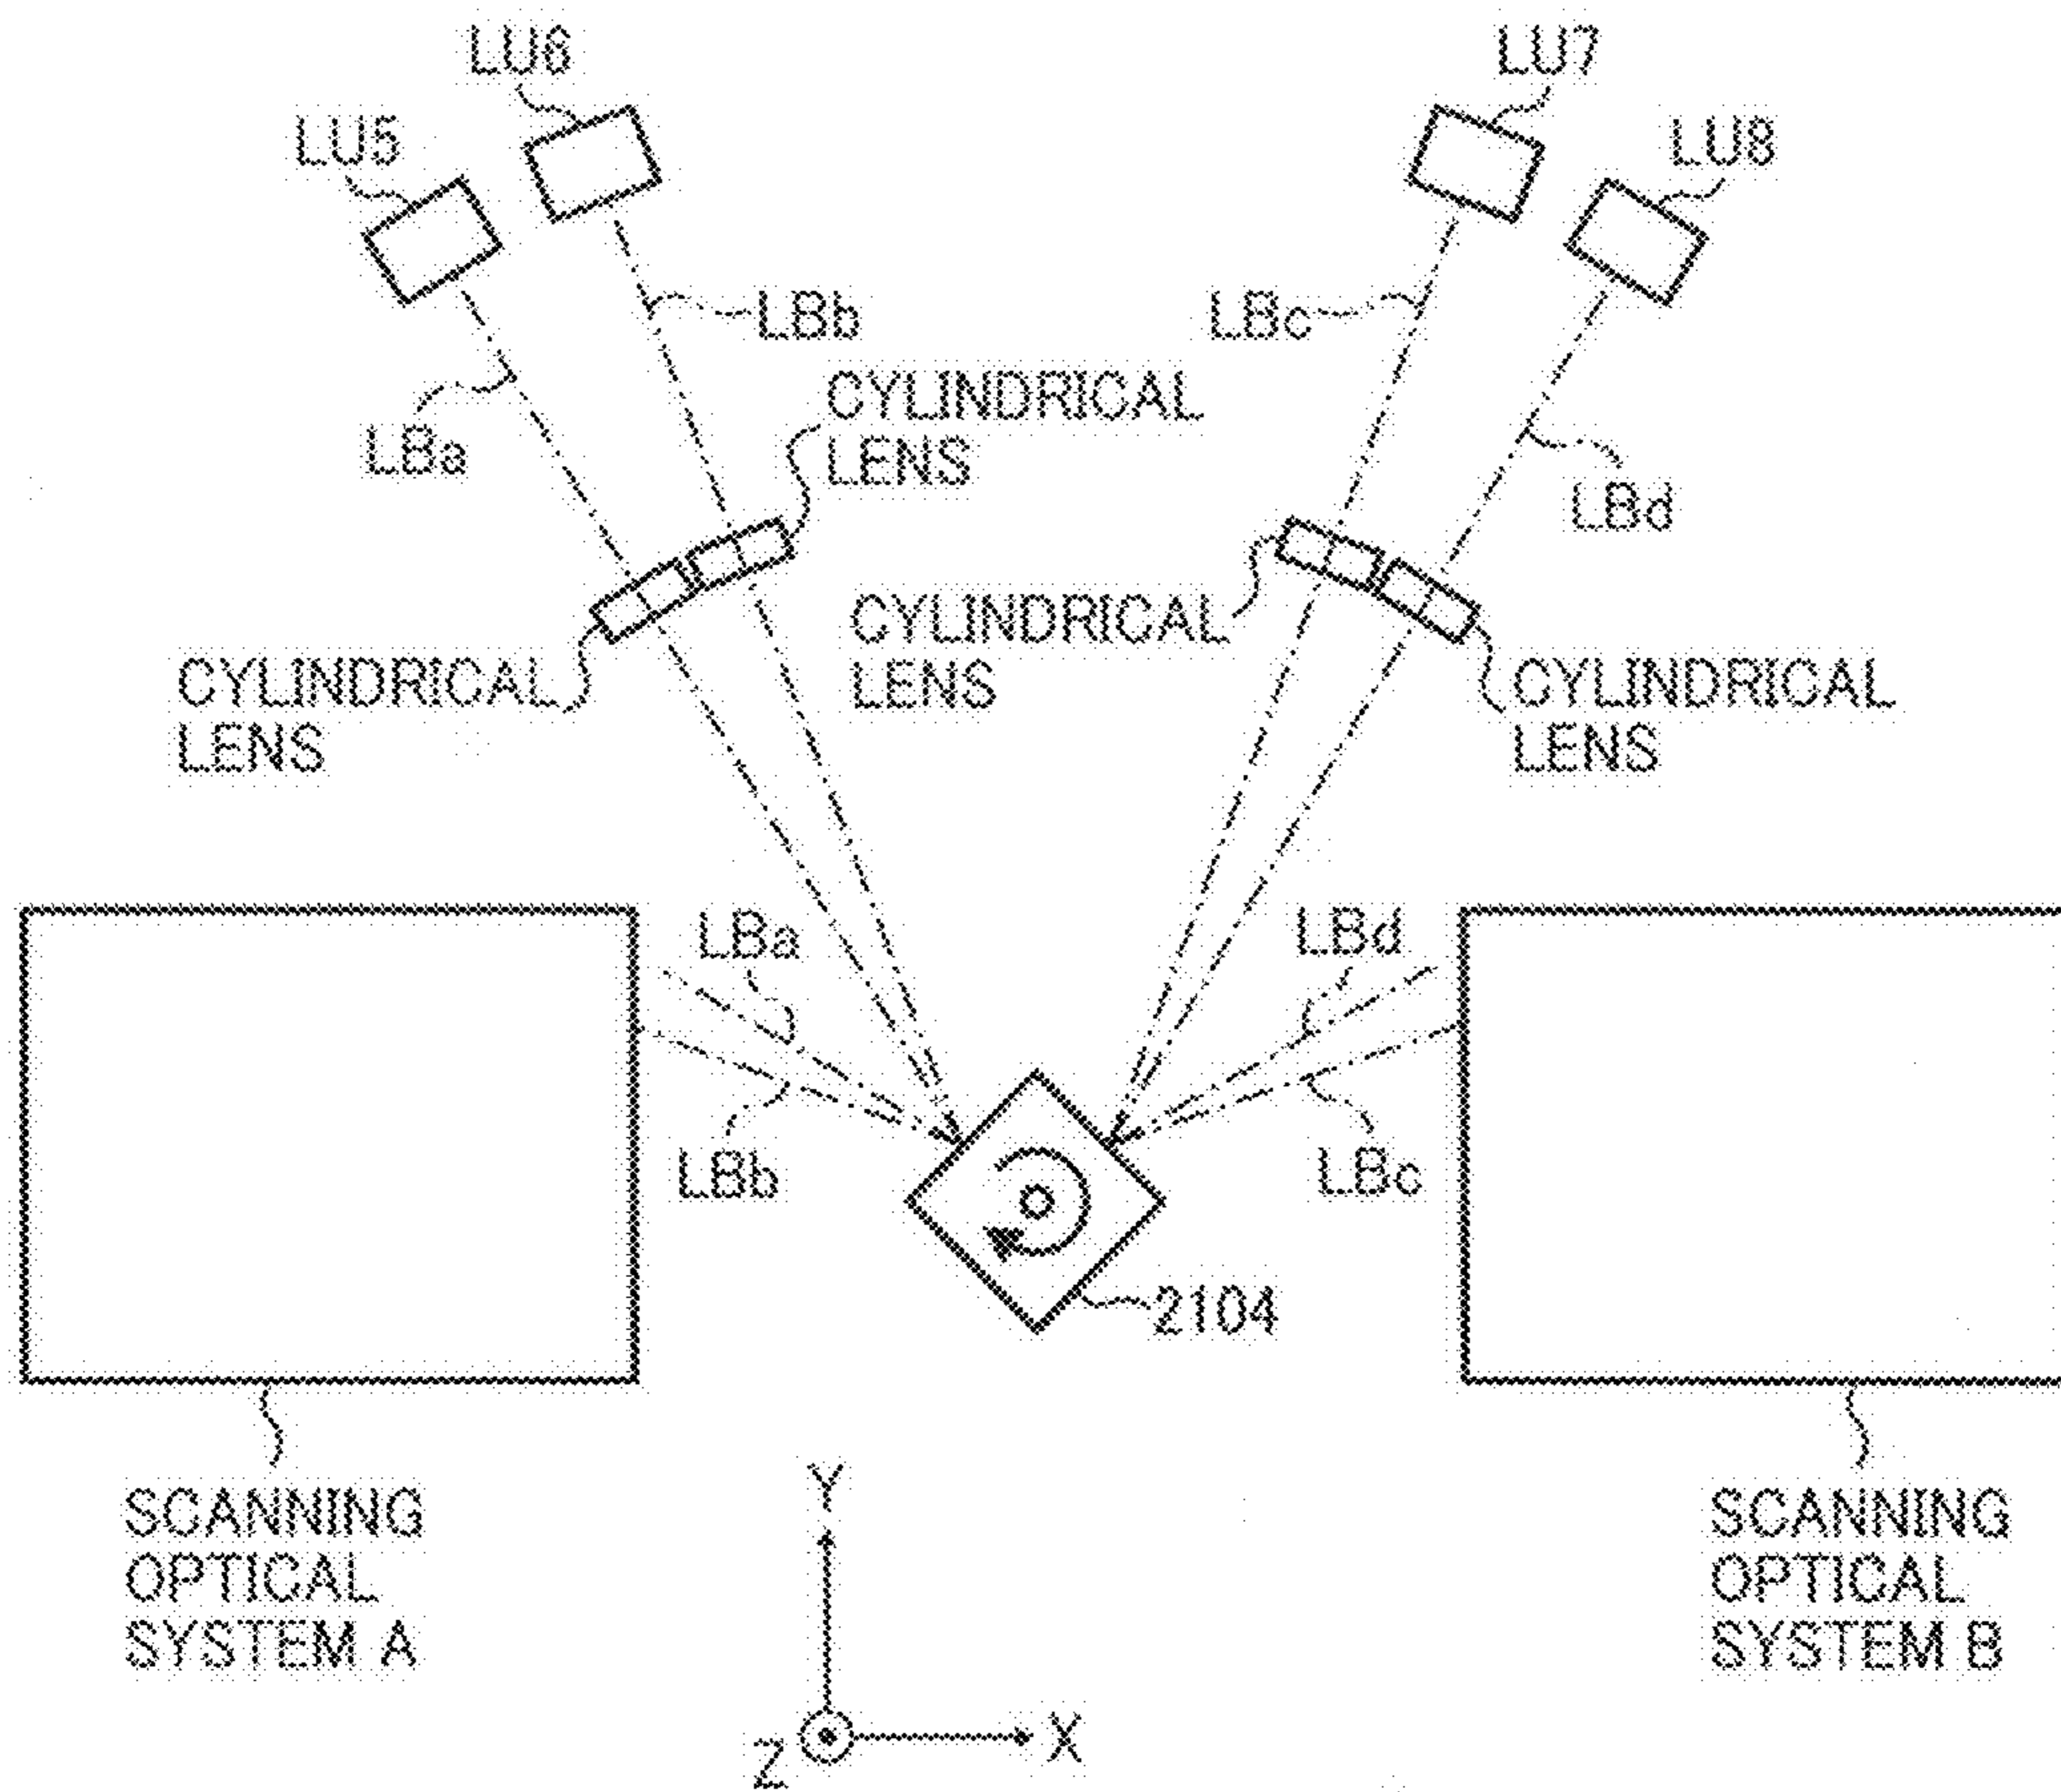 LU6
LU7
LU5
LU8
LBb
LBc
LBa
CYLINDRICAL
LENS
LBd
CYLINDRICAL
LENS
CYLINDRICAL
LENS
CYLINDRICAL
LENS
LBa
LBd
LBb
LBc
2104
SCANNING
OPTICAL
SYSTEM A
SCANNING
OPTICAL
SYSTEM B
Y
Z
X